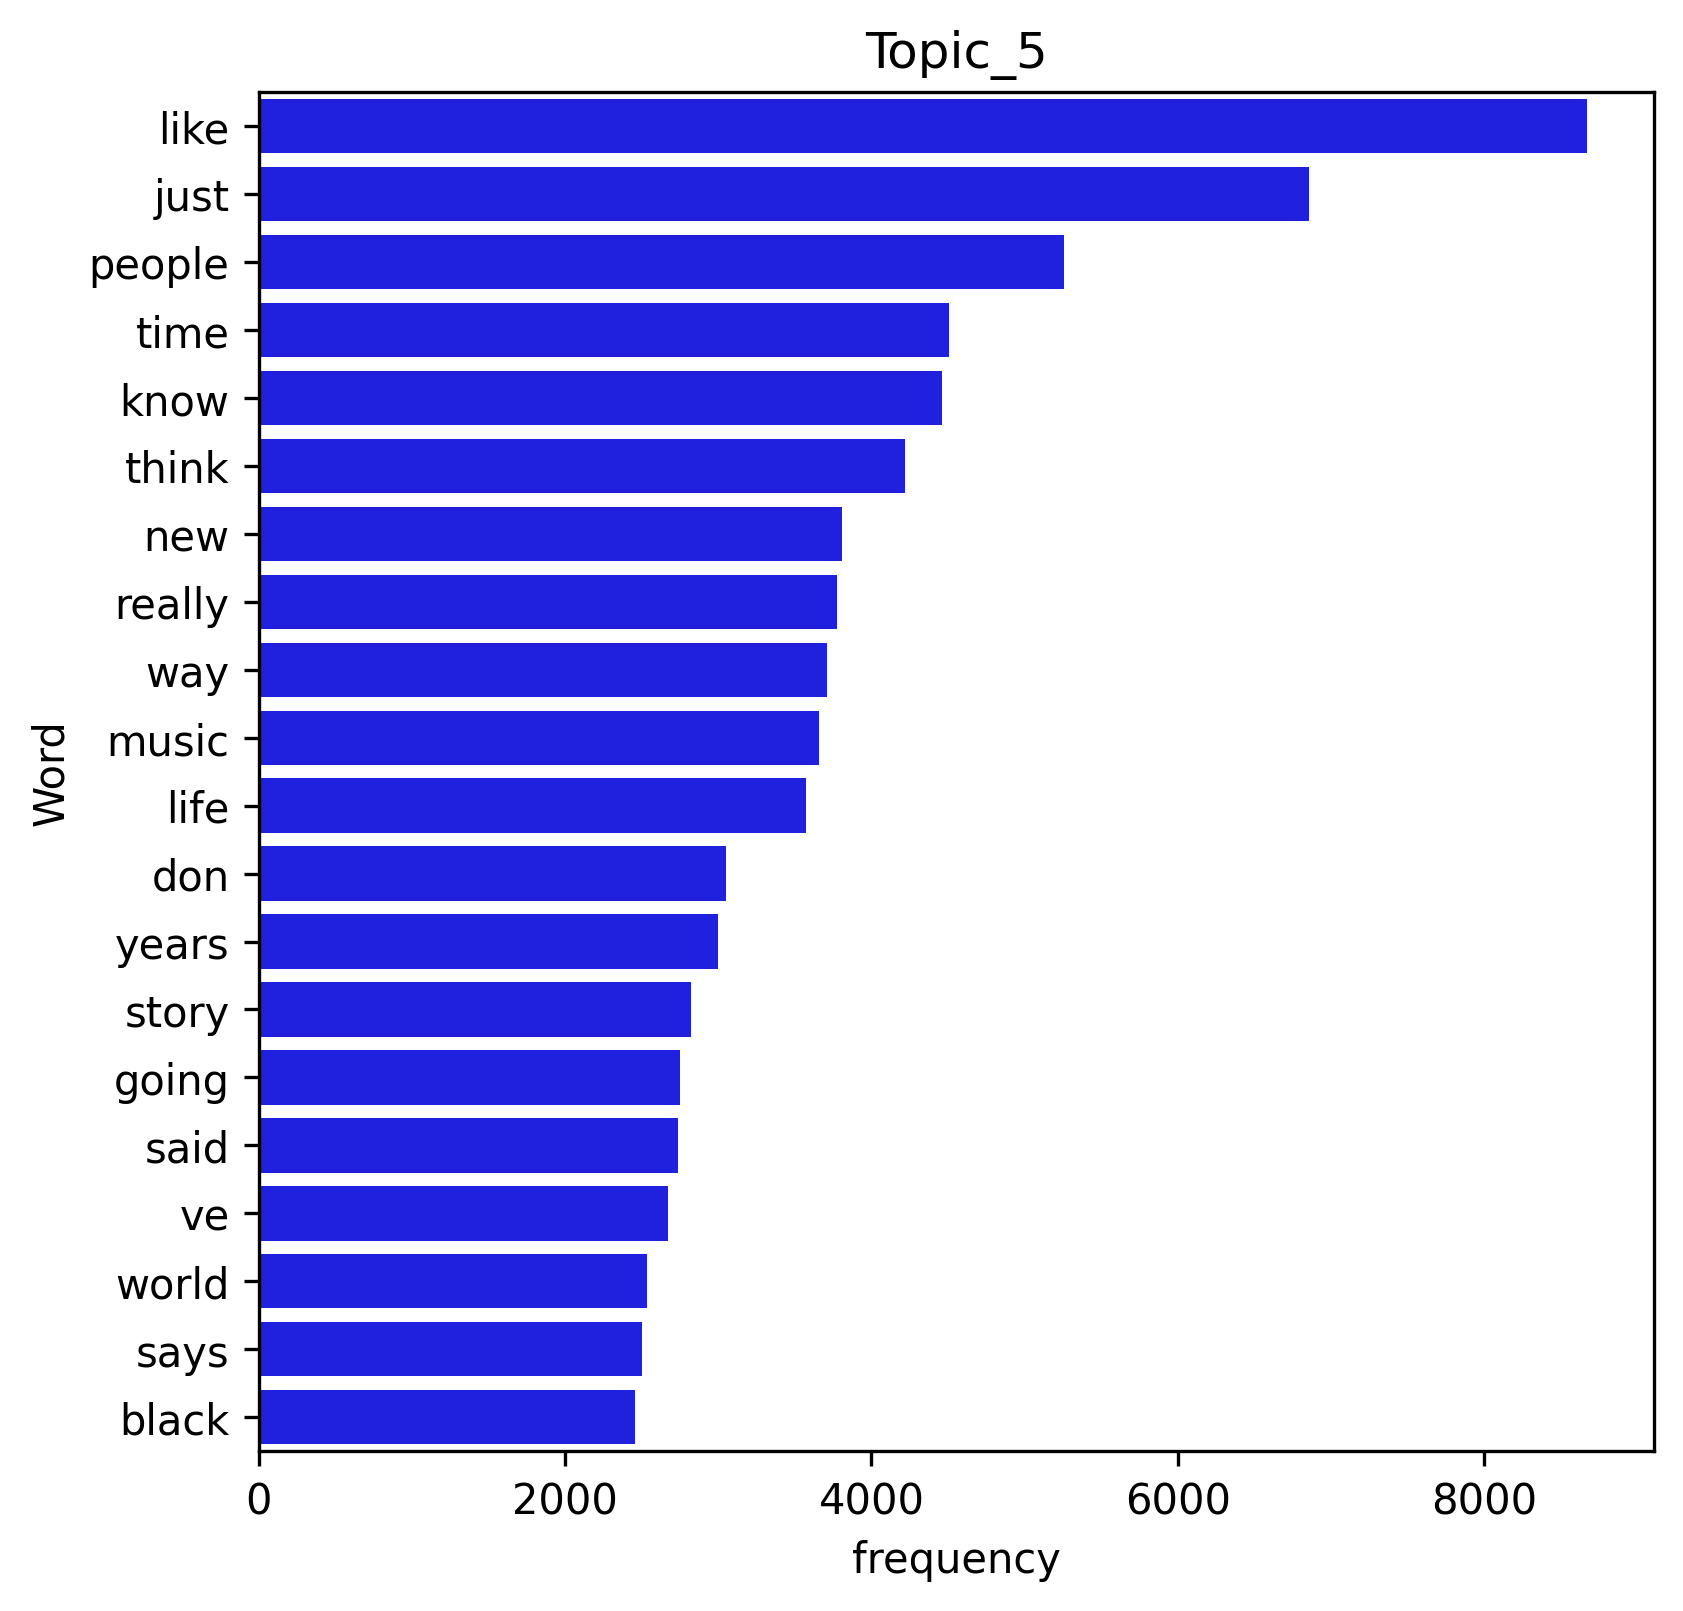 Topic_5
like
just
people
time
know
think
new
really
way
music
life
don
years
story
going
said
ve
world
says
black
Word
0 2000 4000 6000 8000
frequency